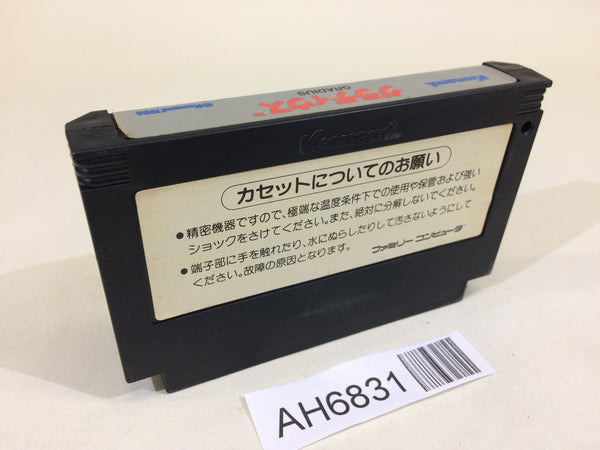 Konami
グラディウス™
GRADIUS
©Konami 1986
Konami
カセットについてのお願い
●精密機器ですので、極端な温度条件下での使用や保管および強い
ショックをさけてください。また、絶対に分解しないでください。
●端子部に手を触れたり、水にぬらしたりして汚さないようにして
ください。故障の原因となります。
ファミリー コンピュータ
AH6831